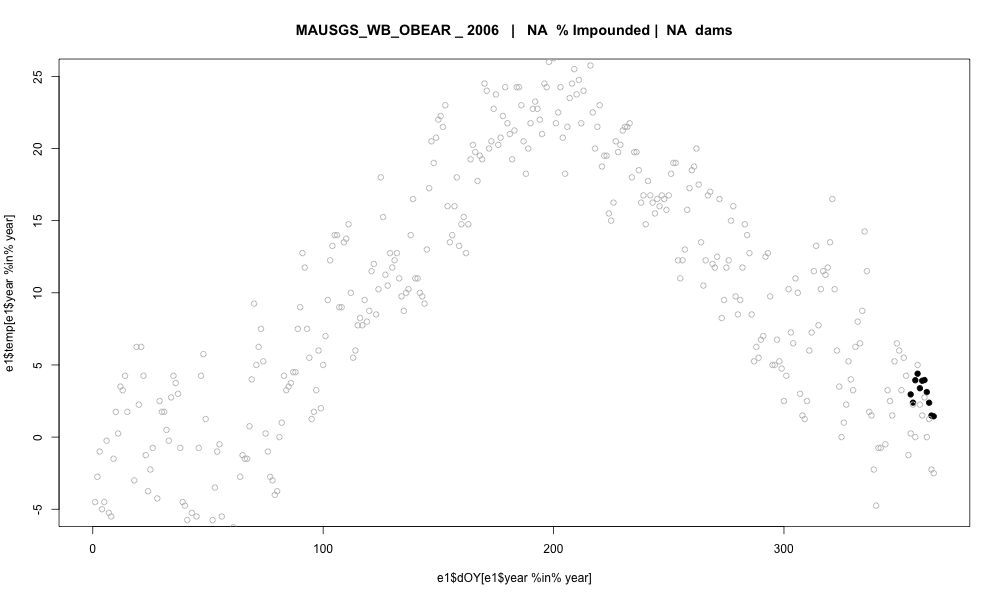 MAUSGS_WB_OBEAR _ 2006 | NA % Impounded | NA dams
25
20
15
10
5
0
-5
e1$temp[e1$year %in% year]
0 100 200 300
e1$dOY[e1$year %in% year]